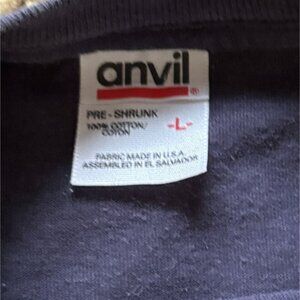 anvil®
PRE-SHRUNK
100% COTTON/
COTON
-L-
FABRIC MADE IN U.S.A.
ASSEMBLED IN EL SALVADOR